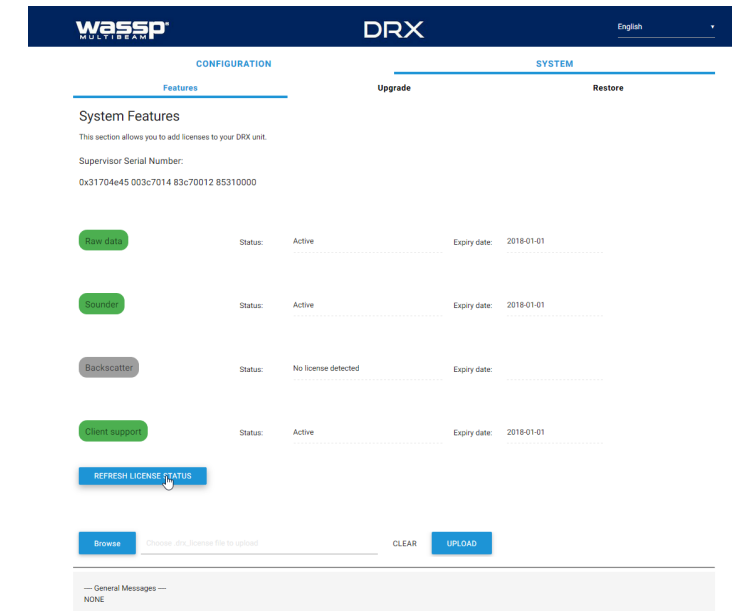 wassp
MULTIBEAM
DRX
English
CONFIGURATION
SYSTEM
Features
Upgrade
Restore
System Features
This section allows you to add licenses to your DRX unit.
Supervisor Serial Number:
0x31704e45 003c7014 83c70012 85310000
Raw data Status: Active Expiry date: 2018-01-01
Sounder Status: Active Expiry date: 2018-01-01
Backscatter Status: No license detected Expiry date:
Client support Status: Active Expiry date: 2018-01-01
REFRESH LICENSE STATUS
Browse Choose .drx_license file to upload CLEAR UPLOAD
— General Messages —
NONE